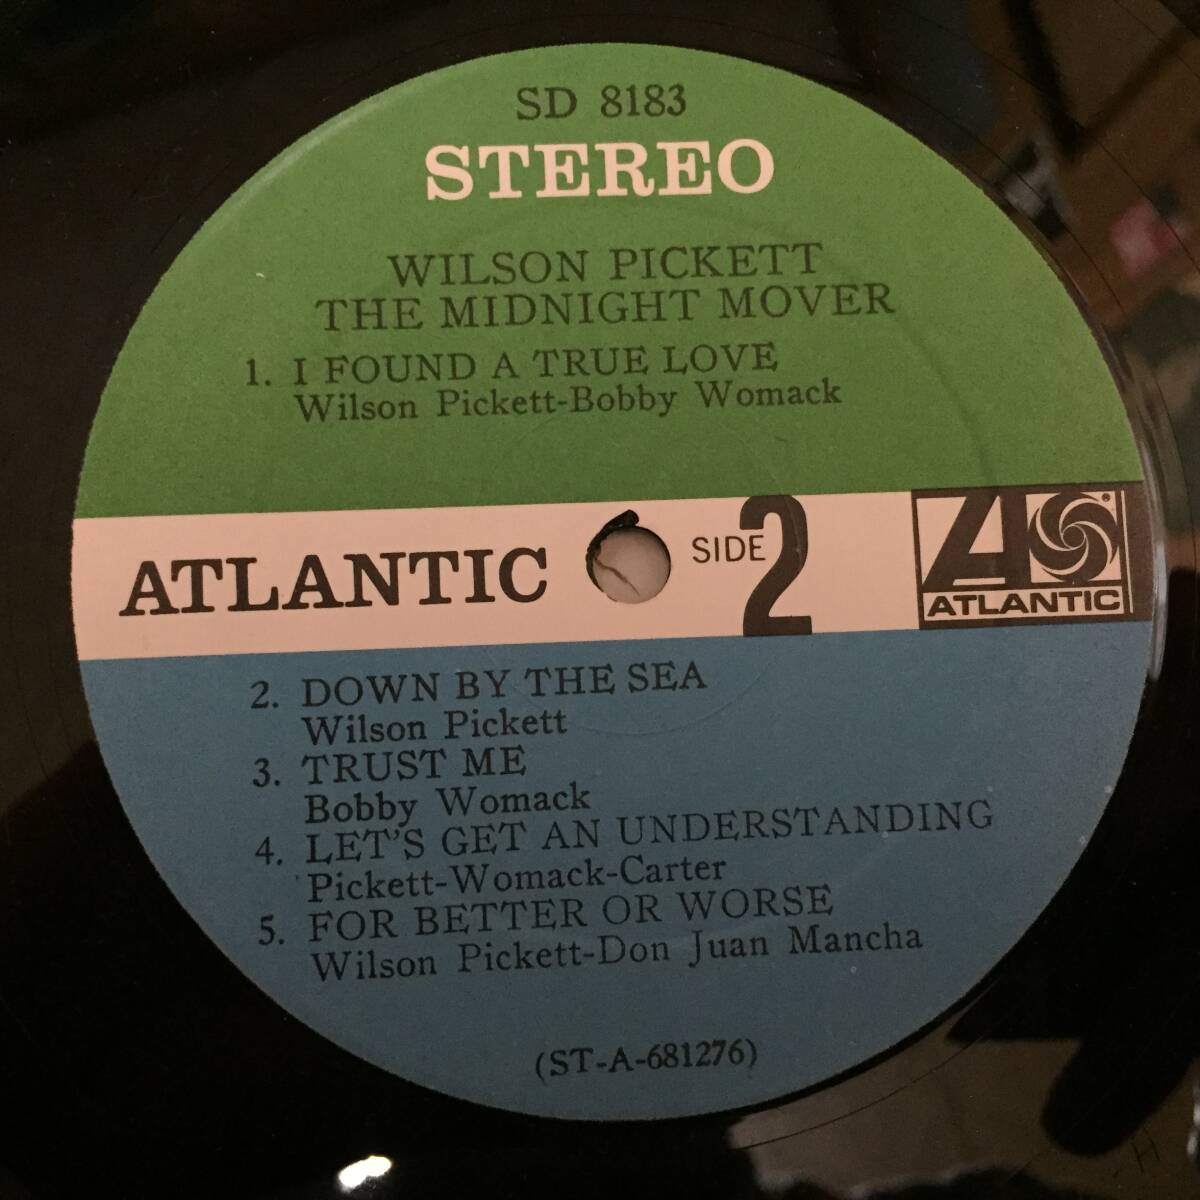 SD 8183
STEREO
WILSON PICKETT
THE MIDNIGHT MOVER
1. I FOUND A TRUE LOVE
Wilson Pickett-Bobby Womack
ATLANTIC
SIDE 2
ATLANTIC
2. DOWN BY THE SEA
Wilson Pickett
3. TRUST ME
Bobby Womack
4. LET'S GET AN UNDERSTANDING
Pickett-Womack-Carter
5. FOR BETTER OR WORSE
Wilson Pickett-Don Juan Mancha
(ST-A-681276)